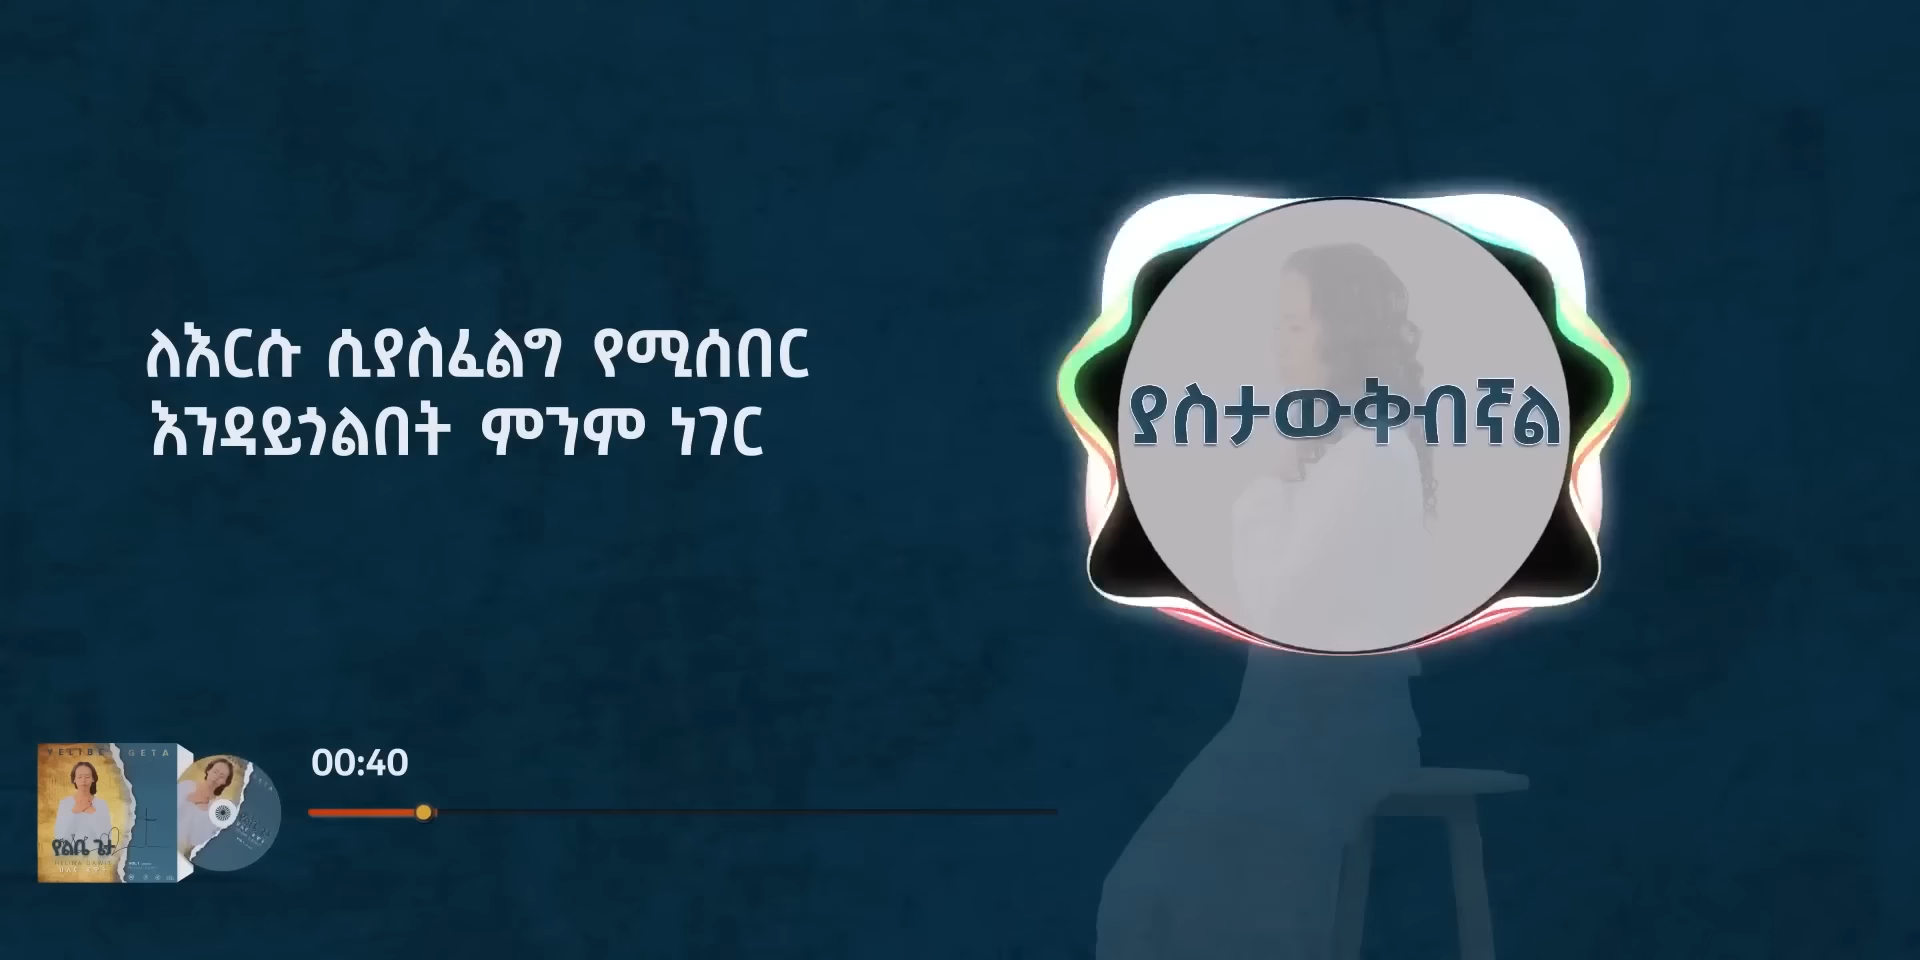 ለእርሱ ሲያስፈልግ የሚሰበር
እንዳይጎልበት ምንም ነገር
ያስታውቅብኛል
00:40
YELIBE GETA
የልቤ ጌታ